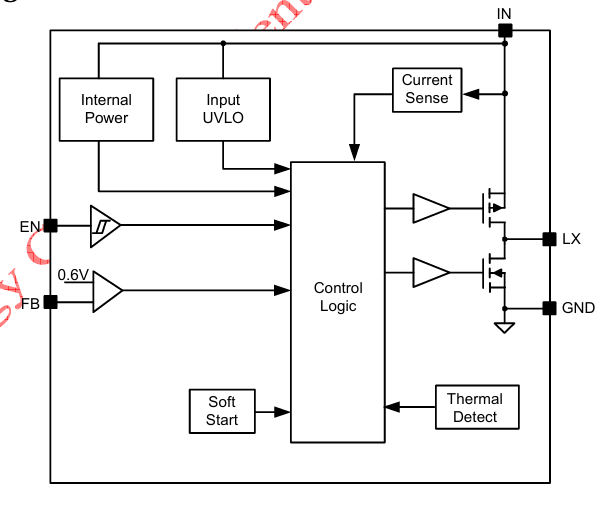 IN
Current
Sense
Internal
Power
Input
UVLO
EN
LX
0.6V
FB
Control
Logic
GND
Soft
Start
Thermal
Detect